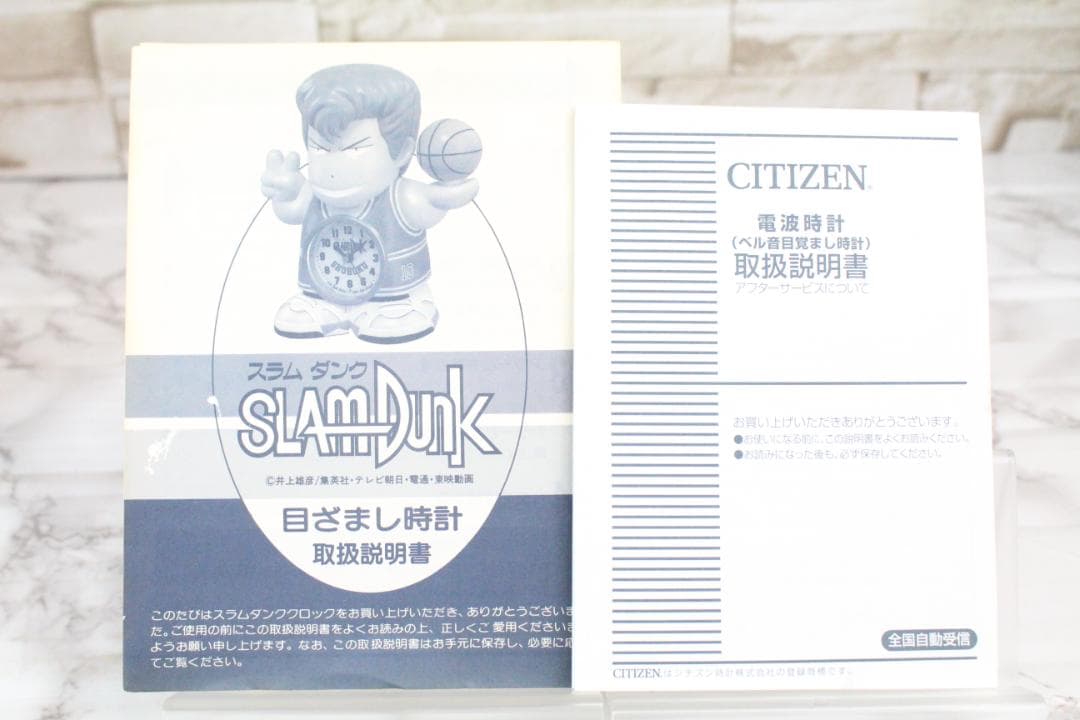 スラム ダンク
SLAM DUNK
©井上雄彦/集英社・テレビ朝日・電通・東映動画
目ざまし時計
取扱説明書
このたびはスラムダンククロックをお買い上げいただき、ありがとうございま
た。ご使用の前にこの取扱説明書をよくお読みの上、正しくご愛用くださいま
ようお願い申し上げます。なお、この取扱説明書はお手元に保存し、必要に応
てご覧ください。
CITIZEN®
電波時計
(ベル音目覚まし時計)
取扱説明書
アフターサービスについて
お買い上げいただきありがとうございます。
●お使いになる前に、この説明書をよくお読みください。
●お読みになった後も、必ず保存してください。
全国自動受信
CITIZENはシチズン時計株式会社の登録商標です。